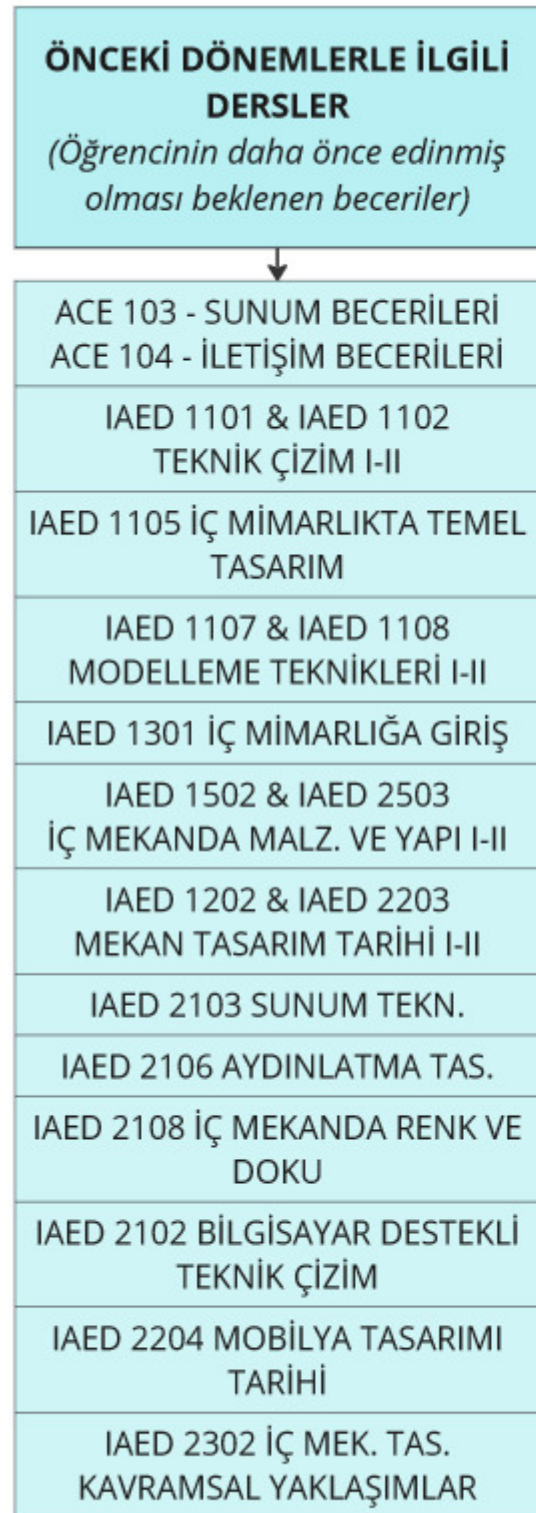 ÖNCEKİ DÖNEMLERLE İLGİLİ
DERSLER
(Öğrencinin daha önce edinmiş
olması beklenen beceriler)
ACE 103 - SUNUM BECERİLERİ
ACE 104 - İLETİŞİM BECERİLERİ
IAED 1101 & IAED 1102
TEKNİK ÇİZİM I-II
IAED 1105 İÇ MİMARLIKTA TEMEL
TASARIM
IAED 1107 & IAED 1108
MODELLEME TEKNİKLERİ I-II
IAED 1301 İÇ MİMARLIĞA GİRİŞ
IAED 1502 & IAED 2503
İÇ MEKANDA MALZ. VE YAPI I-II
IAED 1202 & IAED 2203
MEKAN TASARIM TARİHİ I-II
IAED 2103 SUNUM TEKN.
IAED 2106 AYDINLATMA TAS.
IAED 2108 İÇ MEKANDA RENK VE
DOKU
IAED 2102 BİLGİSAYAR DESTEKLİ
TEKNİK ÇİZİM
IAED 2204 MOBİLYA TASARIMI
TARİHİ
IAED 2302 İÇ MEK. TAS.
KAVRAMSAL YAKLAŞIMLAR